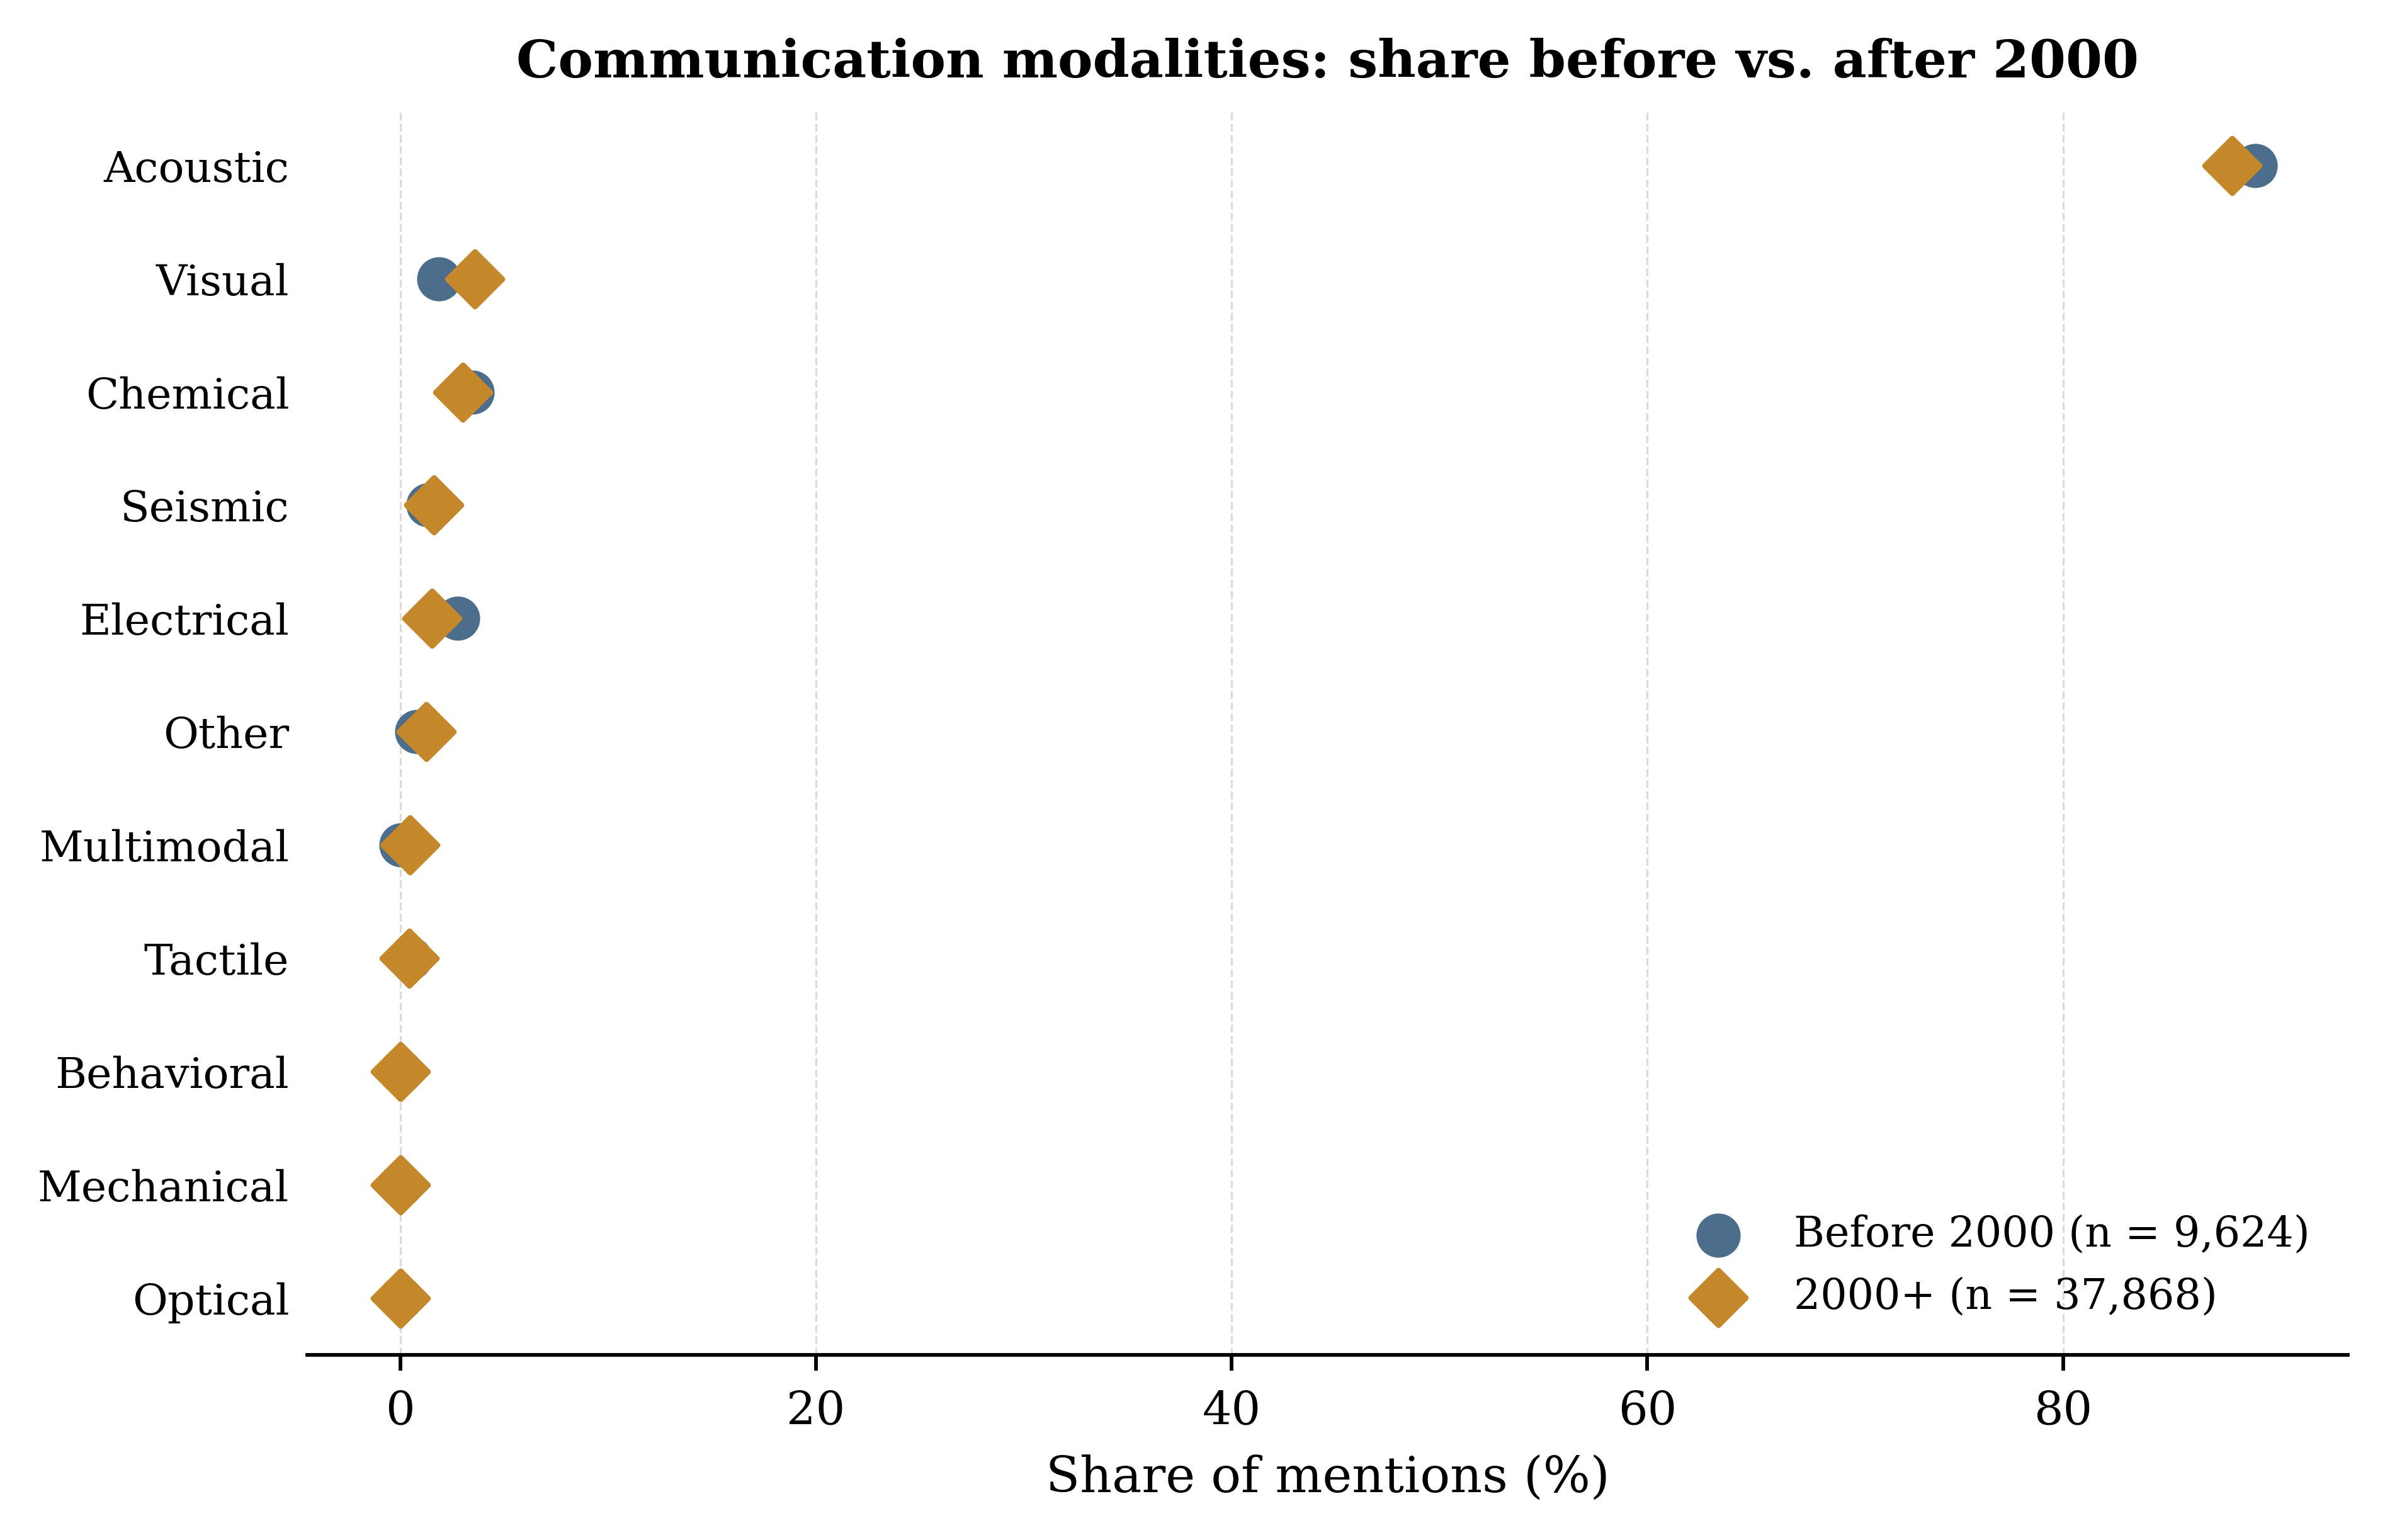 Communication modalities: share before vs. after 2000
Acoustic
Visual
Chemical
Seismic
Electrical
Other
Multimodal
Tactile
Behavioral
Mechanical
Optical
Before 2000 (n = 9,624)
2000+ (n = 37,868)
0 20 40 60 80
Share of mentions (%)